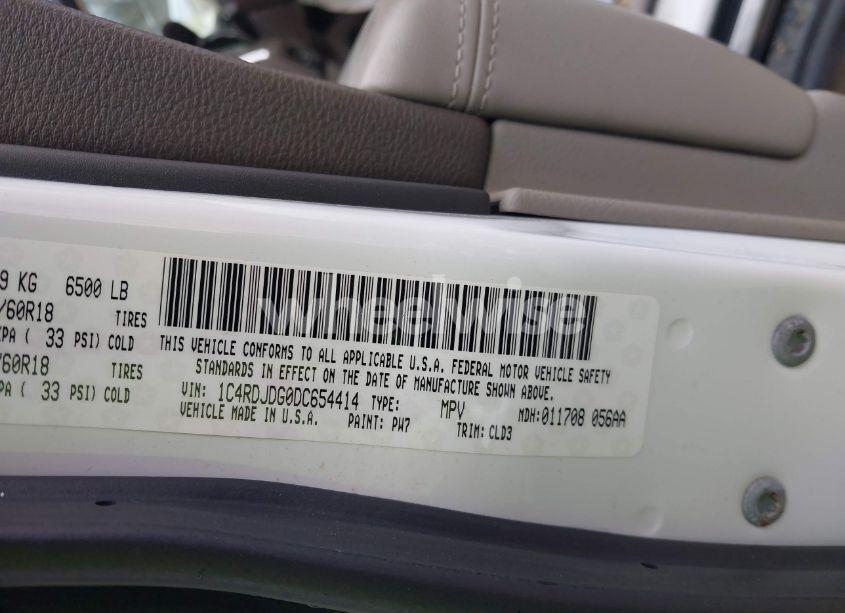 9 KG 6500 LB
/60R18 TIRES
KPA ( 33 PSI) COLD
/60R18 TIRES
PA ( 33 PSI) COLD
wheelwise
THIS VEHICLE CONFORMS TO ALL APPLICABLE U.S.A. FEDERAL MOTOR VEHICLE SAFETY
STANDARDS IN EFFECT ON THE DATE OF MANUFACTURE SHOWN ABOVE.
VIN: 1C4RDJDG0DC654414 TYPE: MPV MDH:011708 056AA
VEHICLE MADE IN U.S.A. PAINT: PW7 TRIM: CLD3